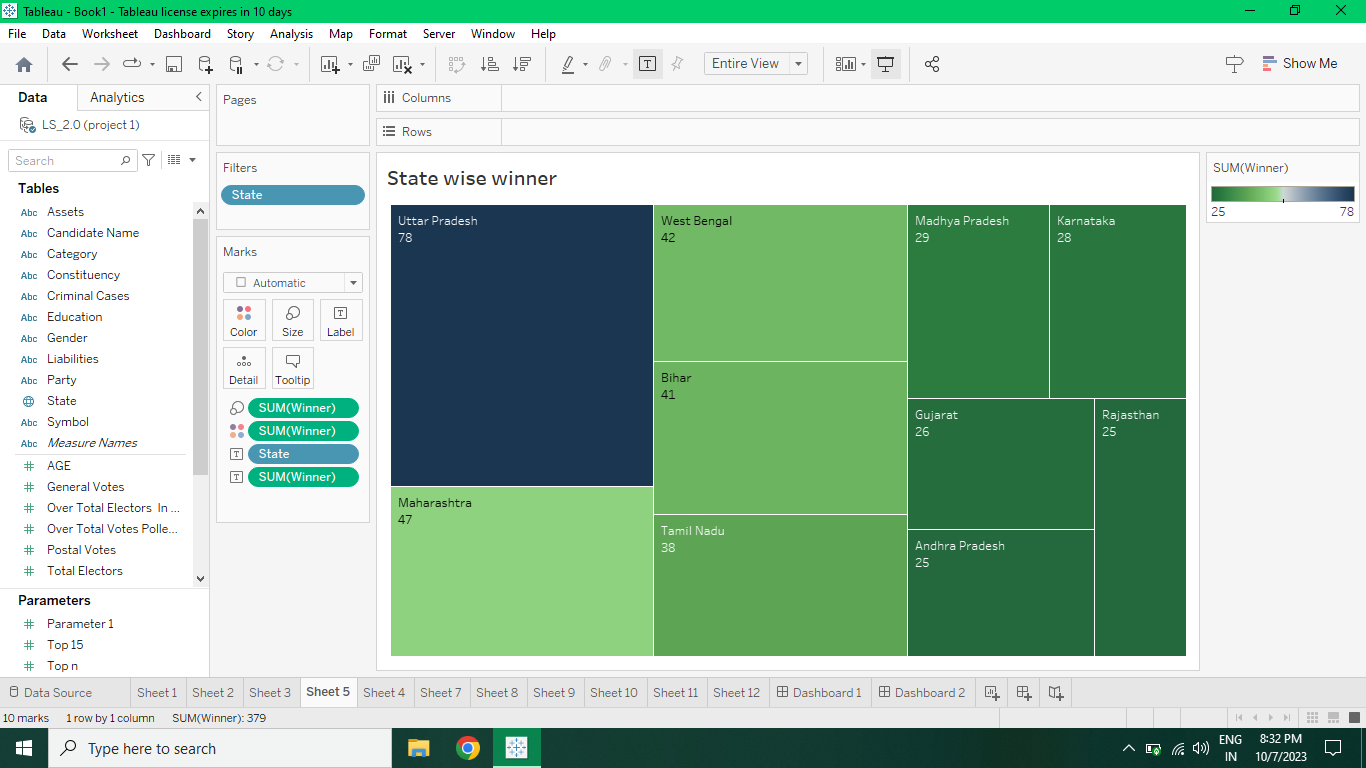 Tableau - Book1 - Tableau license expires in 10 days
File Data Worksheet Dashboard Story Analysis Map Format Server Window Help
Entire View
Show Me
Data Analytics
LS_2.0 (project 1)
Search
Tables
Abc Assets
Abc Candidate Name
Abc Category
Abc Constituency
Abc Criminal Cases
Abc Education
Abc Gender
Abc Liabilities
Abc Party
State
Abc Symbol
Abc Measure Names
# AGE
# General Votes
# Over Total Electors In ...
# Over Total Votes Polle...
# Postal Votes
# Total Electors
Parameters
# Parameter 1
# Top 15
# Top n
Pages
Filters
State
Marks
Automatic
Color Size Label
Detail Tooltip
SUM(Winner)
SUM(Winner)
State
SUM(Winner)
Columns
Rows
State wise winner
Uttar Pradesh
78
Maharashtra
47
West Bengal
42
Bihar
41
Tamil Nadu
38
Madhya Pradesh
29
Karnataka
28
Gujarat
26
Rajasthan
25
Andhra Pradesh
25
SUM(Winner)
25 78
Data Source Sheet 1 Sheet 2 Sheet 3 Sheet 5 Sheet 4 Sheet 7 Sheet 8 Sheet 9 Sheet 10 Sheet 11 Sheet 12 Dashboard 1 Dashboard 2
10 marks 1 row by 1 column SUM(Winner): 379
Type here to search
ENG
IN
8:32 PM
10/7/2023